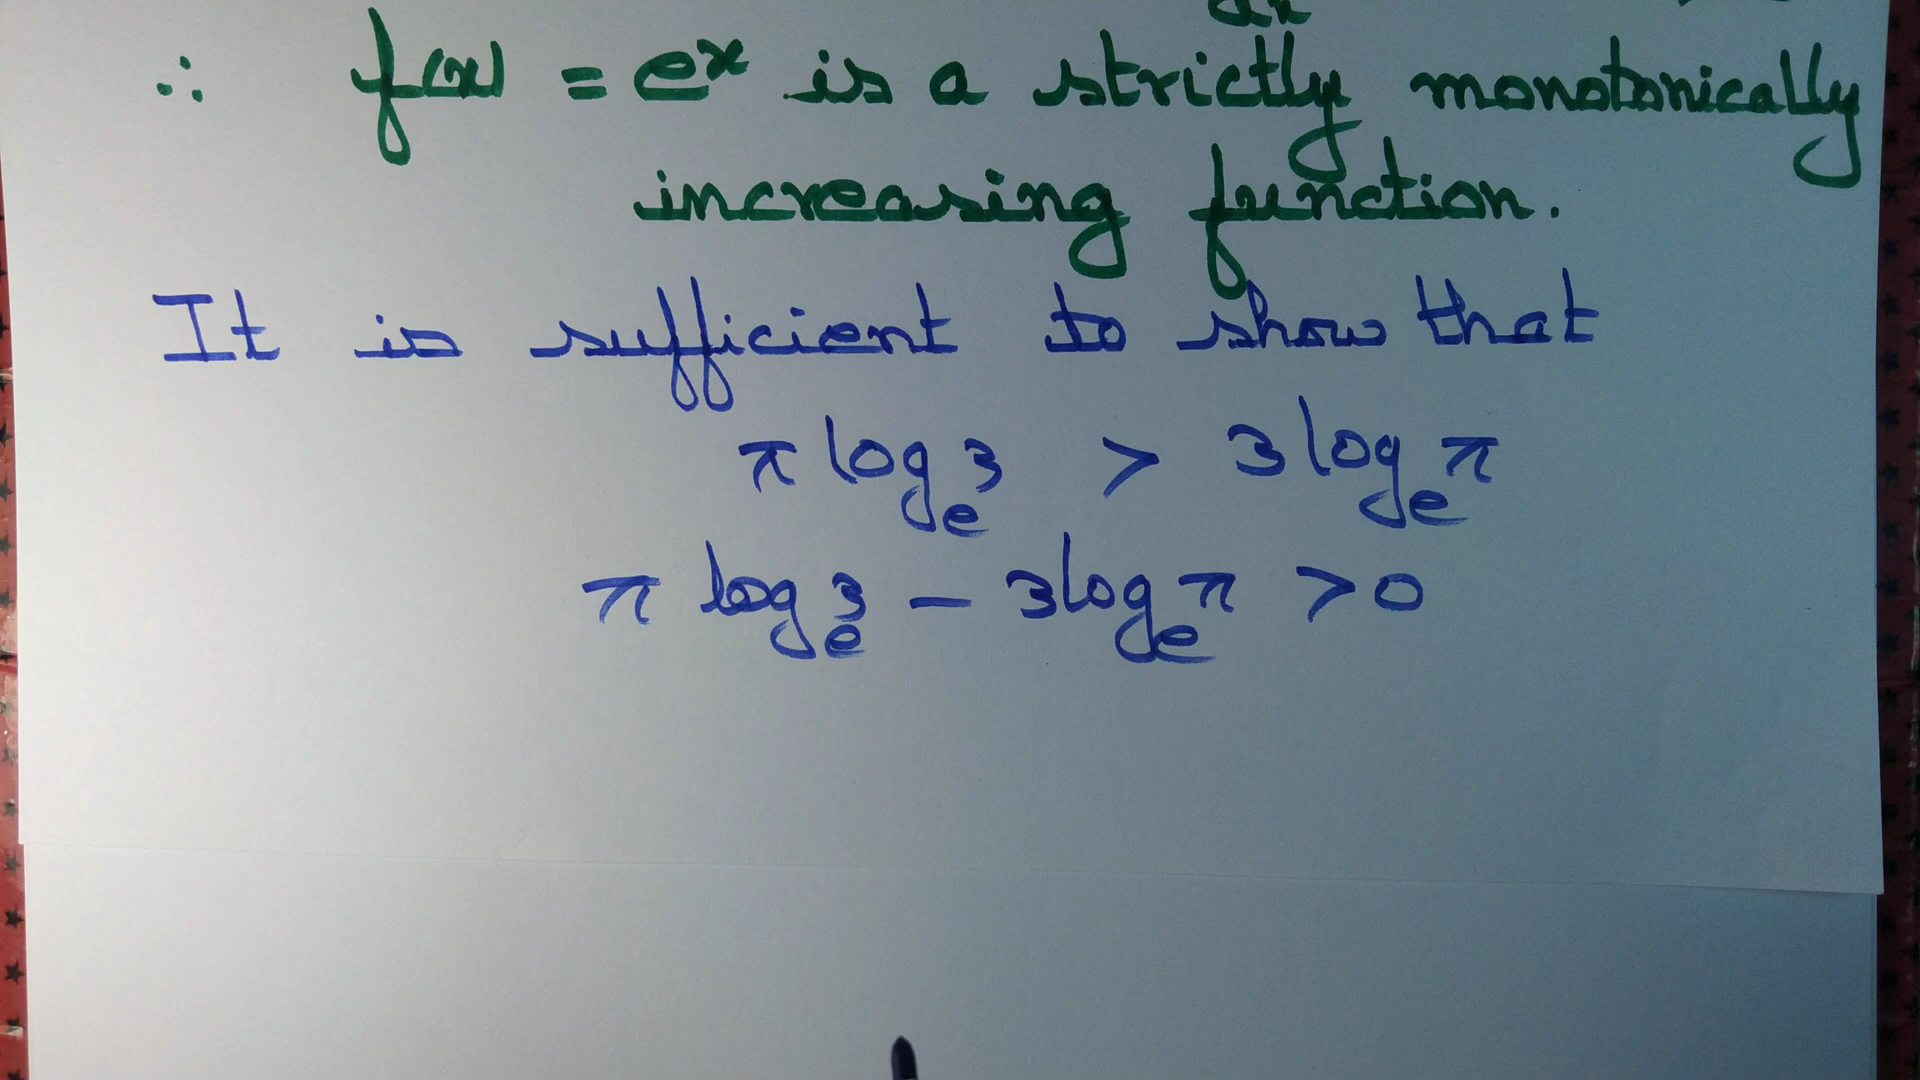 ∴ f(x) = eˣ is a strictly monotonically
increasing function.
It is sufficient to show that
π logₑ3 > 3 logₑπ
π logₑ3 − 3 logₑπ > 0